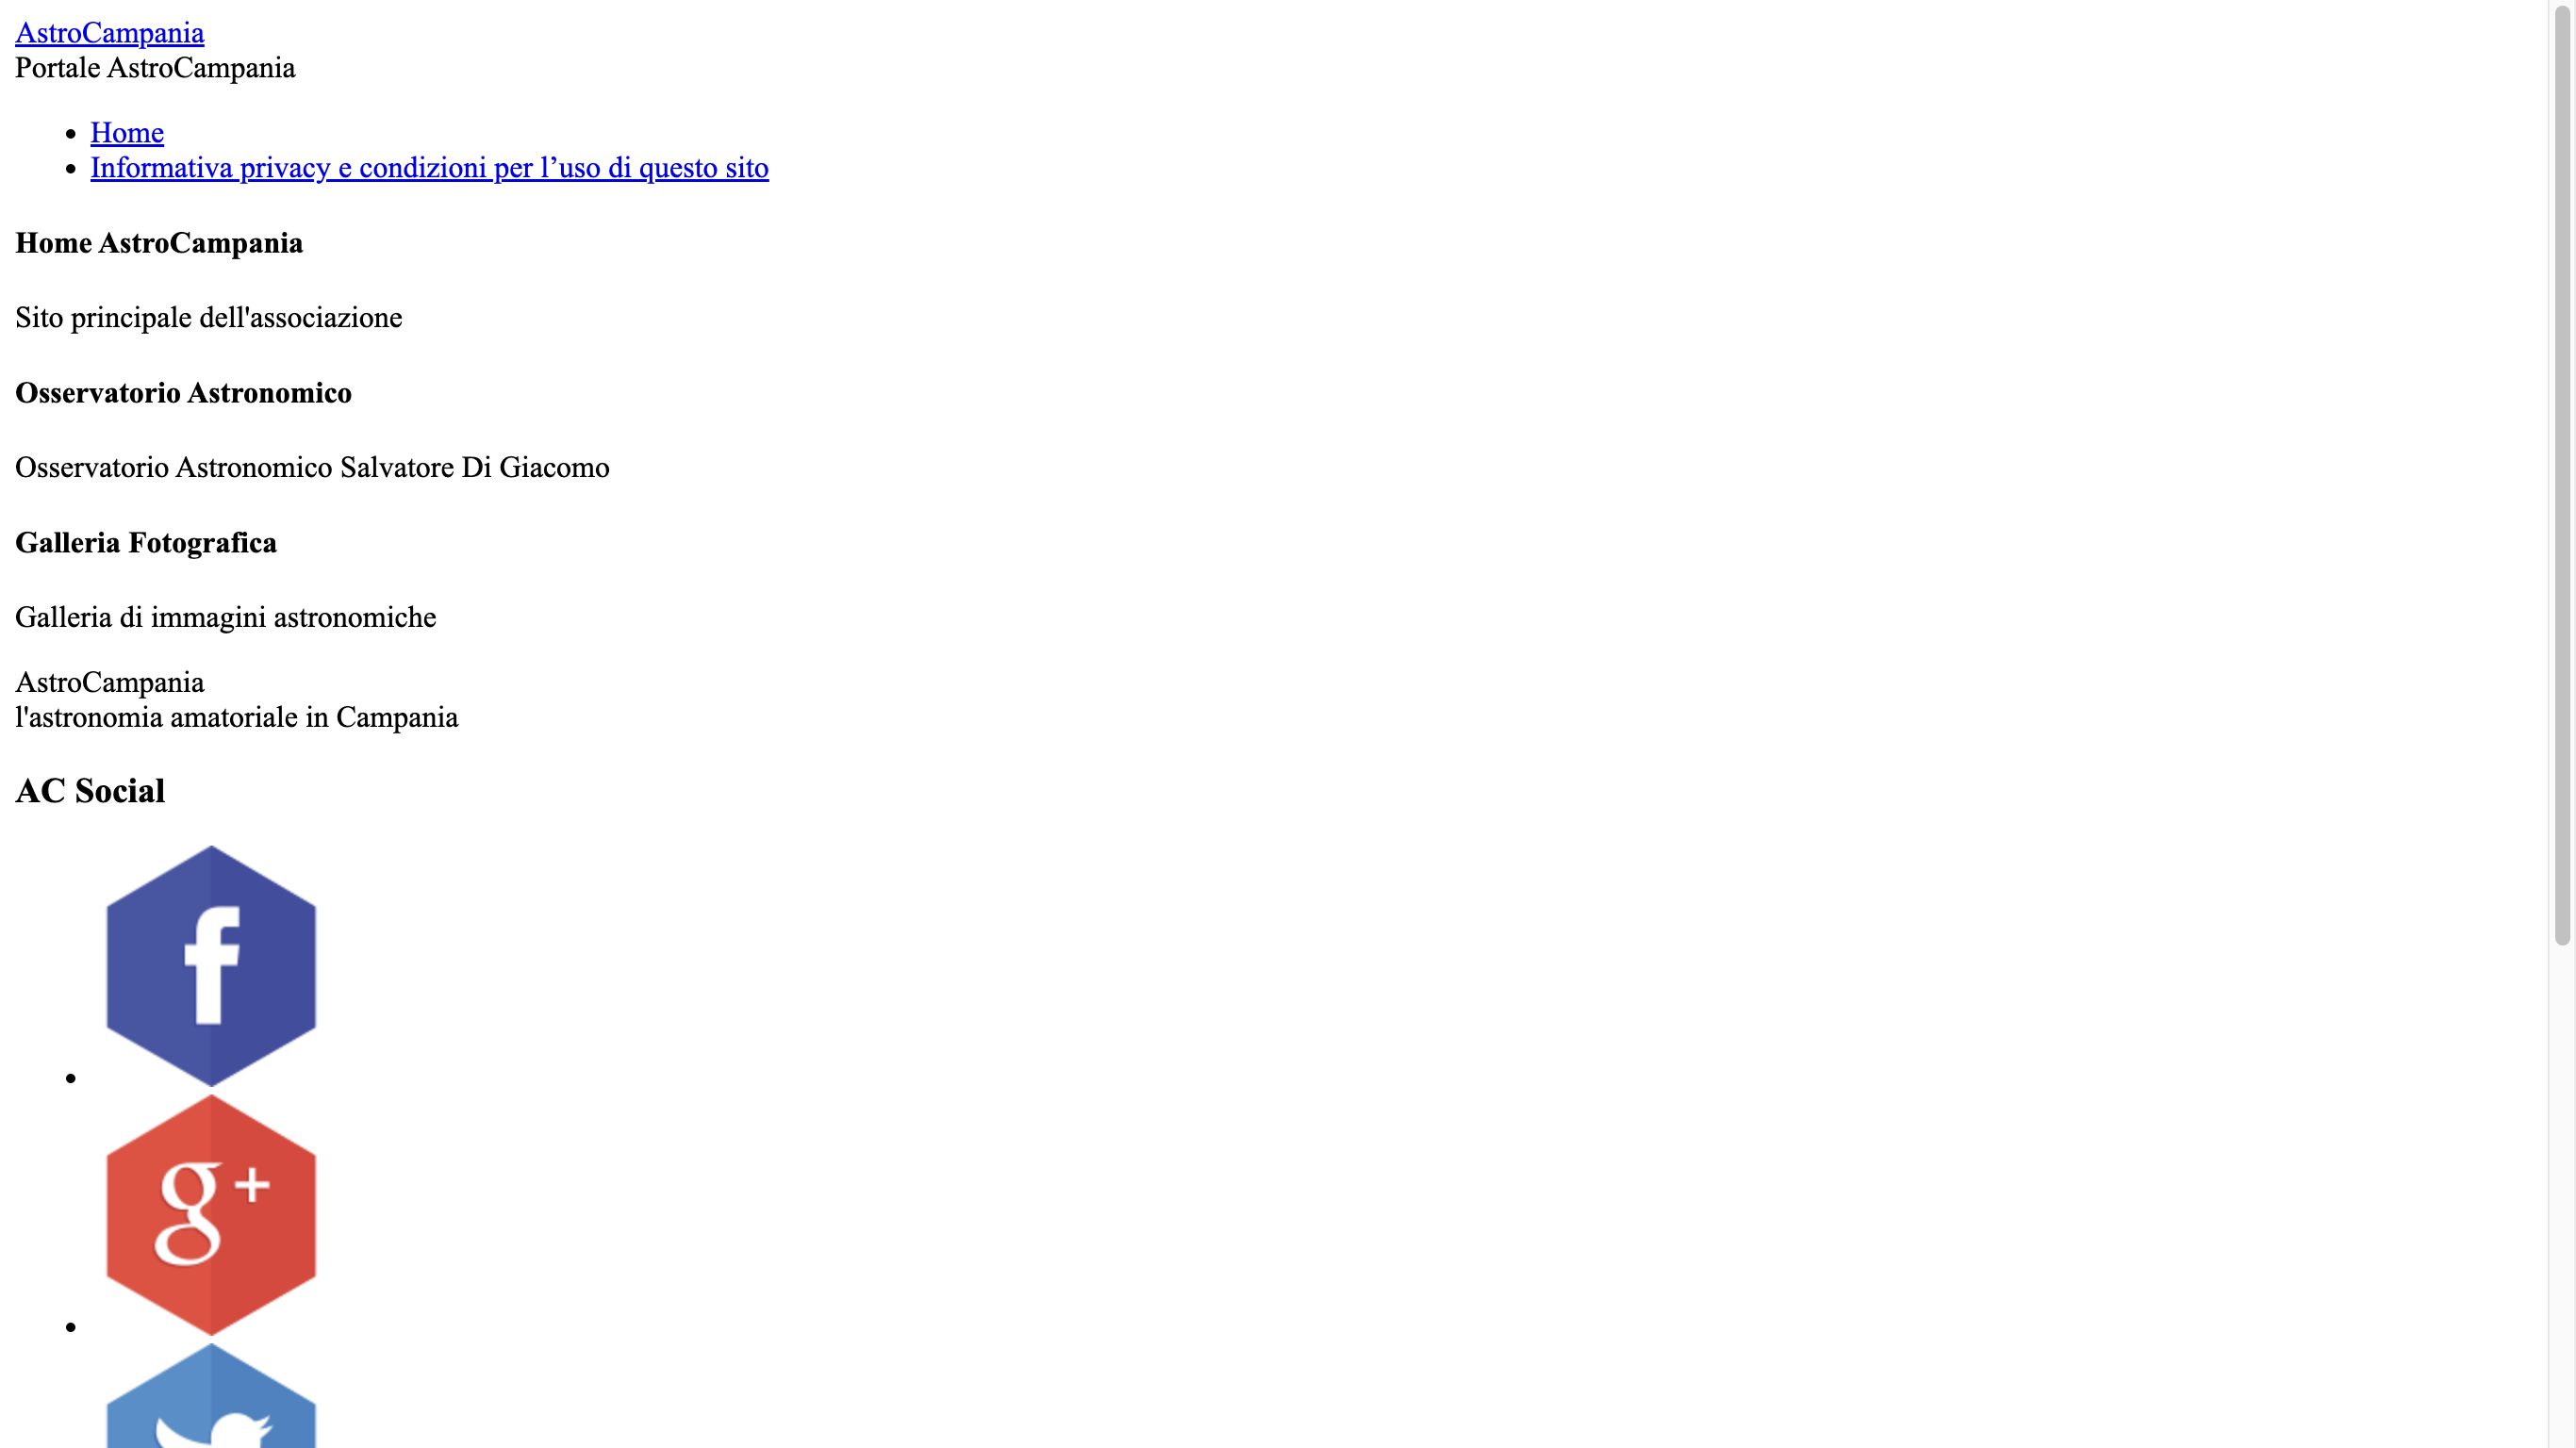 AstroCampania
Portale AstroCampania
Home
Informativa privacy e condizioni per l’uso di questo sito
Home AstroCampania
Sito principale dell'associazione
Osservatorio Astronomico
Osservatorio Astronomico Salvatore Di Giacomo
Galleria Fotografica
Galleria di immagini astronomiche
AstroCampania
l'astronomia amatoriale in Campania
AC Social
f
g+